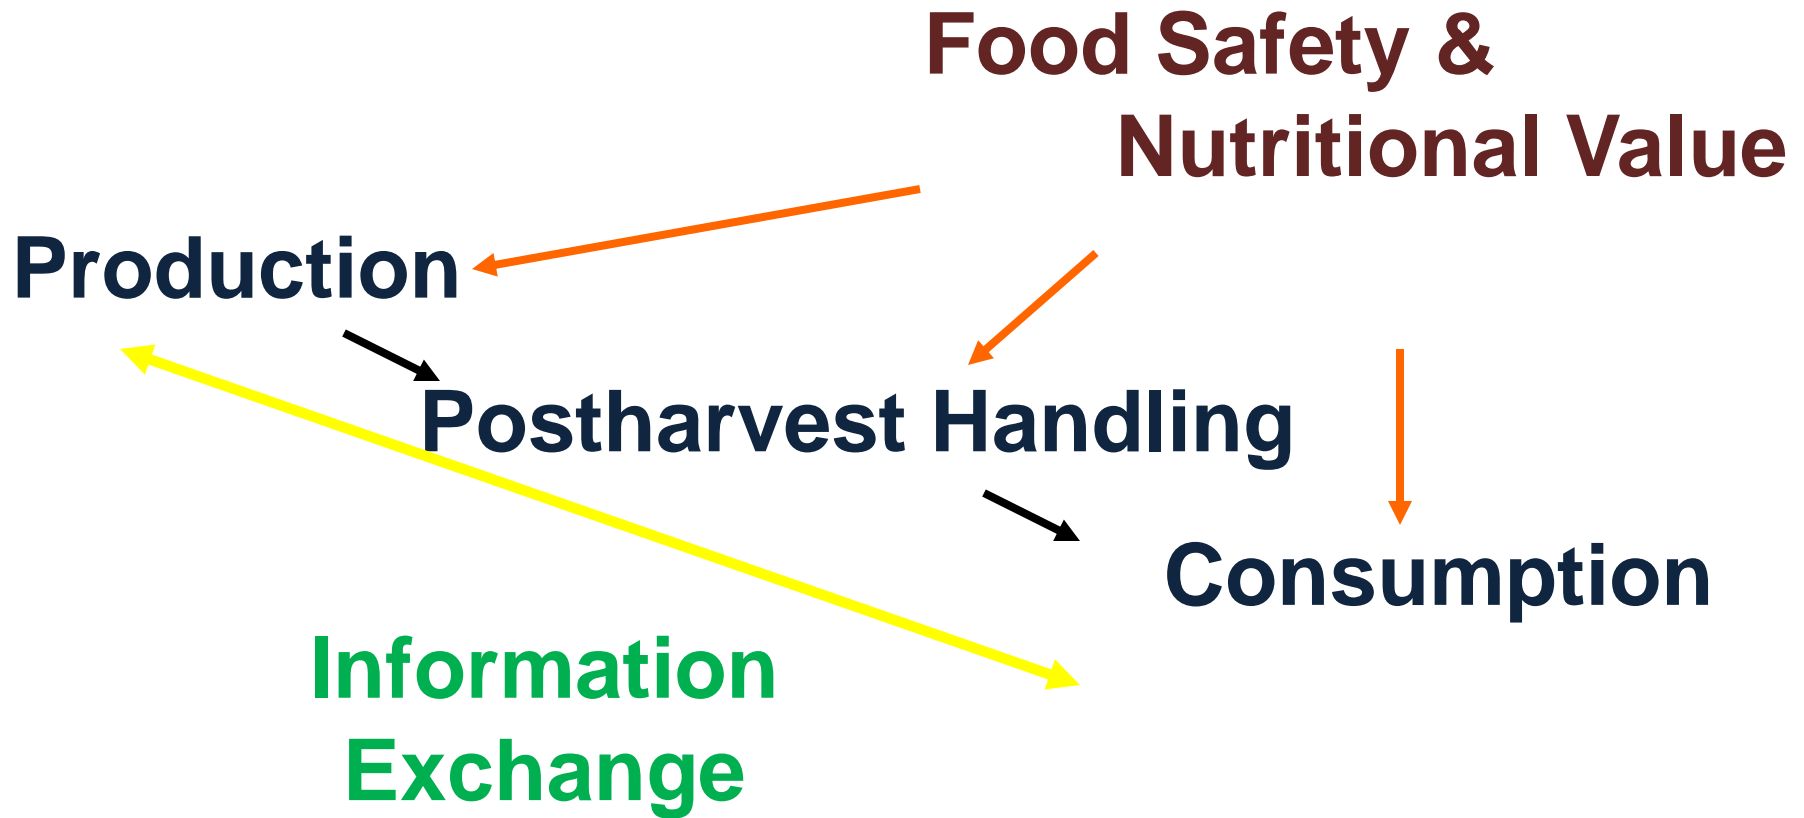 Food Safety &
Nutritional Value
Production
Postharvest Handling
Consumption
Information
Exchange